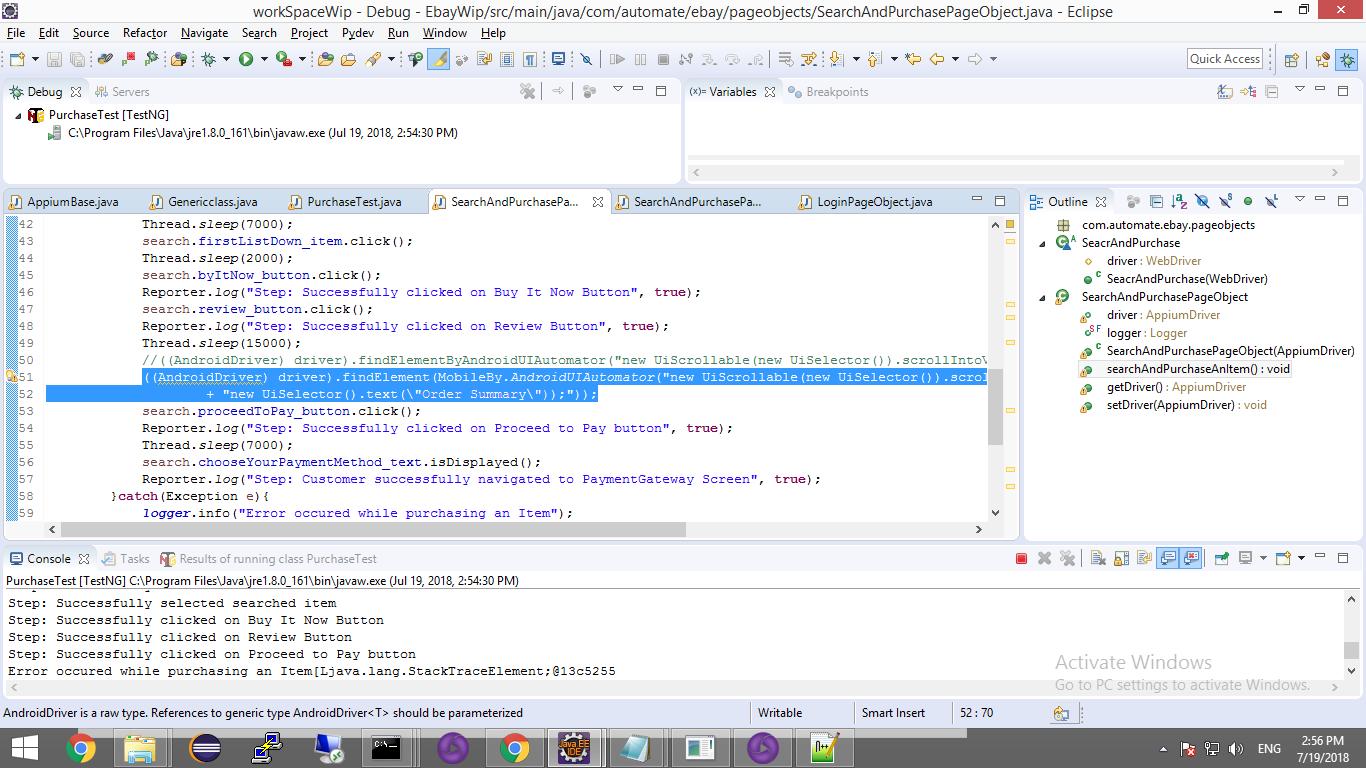 workSpaceWip - Debug - EbayWip/src/main/java/com/automate/ebay/pageobjects/SearchAndPurchasePageObject.java - Eclipse
File Edit Source Refactor Navigate Search Project Pydev Run Window Help
Quick Access
Debug Servers
(x)= Variables Breakpoints
PurchaseTest [TestNG]
C:\Program Files\Java\jre1.8.0_161\bin\javaw.exe (Jul 19, 2018, 2:54:30 PM)
AppiumBase.java Genericclass.java PurchaseTest.java SearchAndPurchasePa... SearchAndPurchasePa... LoginPageObject.java
42 Thread.sleep(7000);
43 search.firstListDown_item.click();
44 Thread.sleep(2000);
45 search.byItNow_button.click();
46 Reporter.log("Step: Successfully clicked on Buy It Now Button", true);
47 search.review_button.click();
48 Reporter.log("Step: Successfully clicked on Review Button", true);
49 Thread.sleep(15000);
50 //((AndroidDriver) driver).findElementByAndroidUIAutomator("new UiScrollable(new UiSelector()).scrollIntoV
51 ((AndroidDriver) driver).findElement(MobileBy.AndroidUIAutomator("new UiScrollable(new UiSelector()).scrol
52 + "new UiSelector().text(\"Order Summary\"));"));
53 search.proceedToPay_button.click();
54 Reporter.log("Step: Successfully clicked on Proceed to Pay button", true);
55 Thread.sleep(7000);
56 search.chooseYourPaymentMethod_text.isDisplayed();
57 Reporter.log("Step: Customer successfully navigated to PaymentGateway Screen", true);
58 }catch(Exception e){
59 logger.info("Error occured while purchasing an Item");
Outline
com.automate.ebay.pageobjects
SeacrAndPurchase
driver : WebDriver
SeacrAndPurchase(WebDriver)
SearchAndPurchasePageObject
driver : AppiumDriver
logger : Logger
SearchAndPurchasePageObject(AppiumDriver)
searchAndPurchaseAnItem() : void
getDriver() : AppiumDriver
setDriver(AppiumDriver) : void
Console Tasks Results of running class PurchaseTest
PurchaseTest [TestNG] C:\Program Files\Java\jre1.8.0_161\bin\javaw.exe (Jul 19, 2018, 2:54:30 PM)
Step: Successfully selected searched item
Step: Successfully clicked on Buy It Now Button
Step: Successfully clicked on Review Button
Step: Successfully clicked on Proceed to Pay button
Error occured while purchasing an Item[Ljava.lang.StackTraceElement;@13c5255
Activate Windows
Go to PC settings to activate Windows.
AndroidDriver is a raw type. References to generic type AndroidDriver<T> should be parameterized
Writable Smart Insert 52 : 70
Java EE
IDE
ENG
2:56 PM
7/19/2018